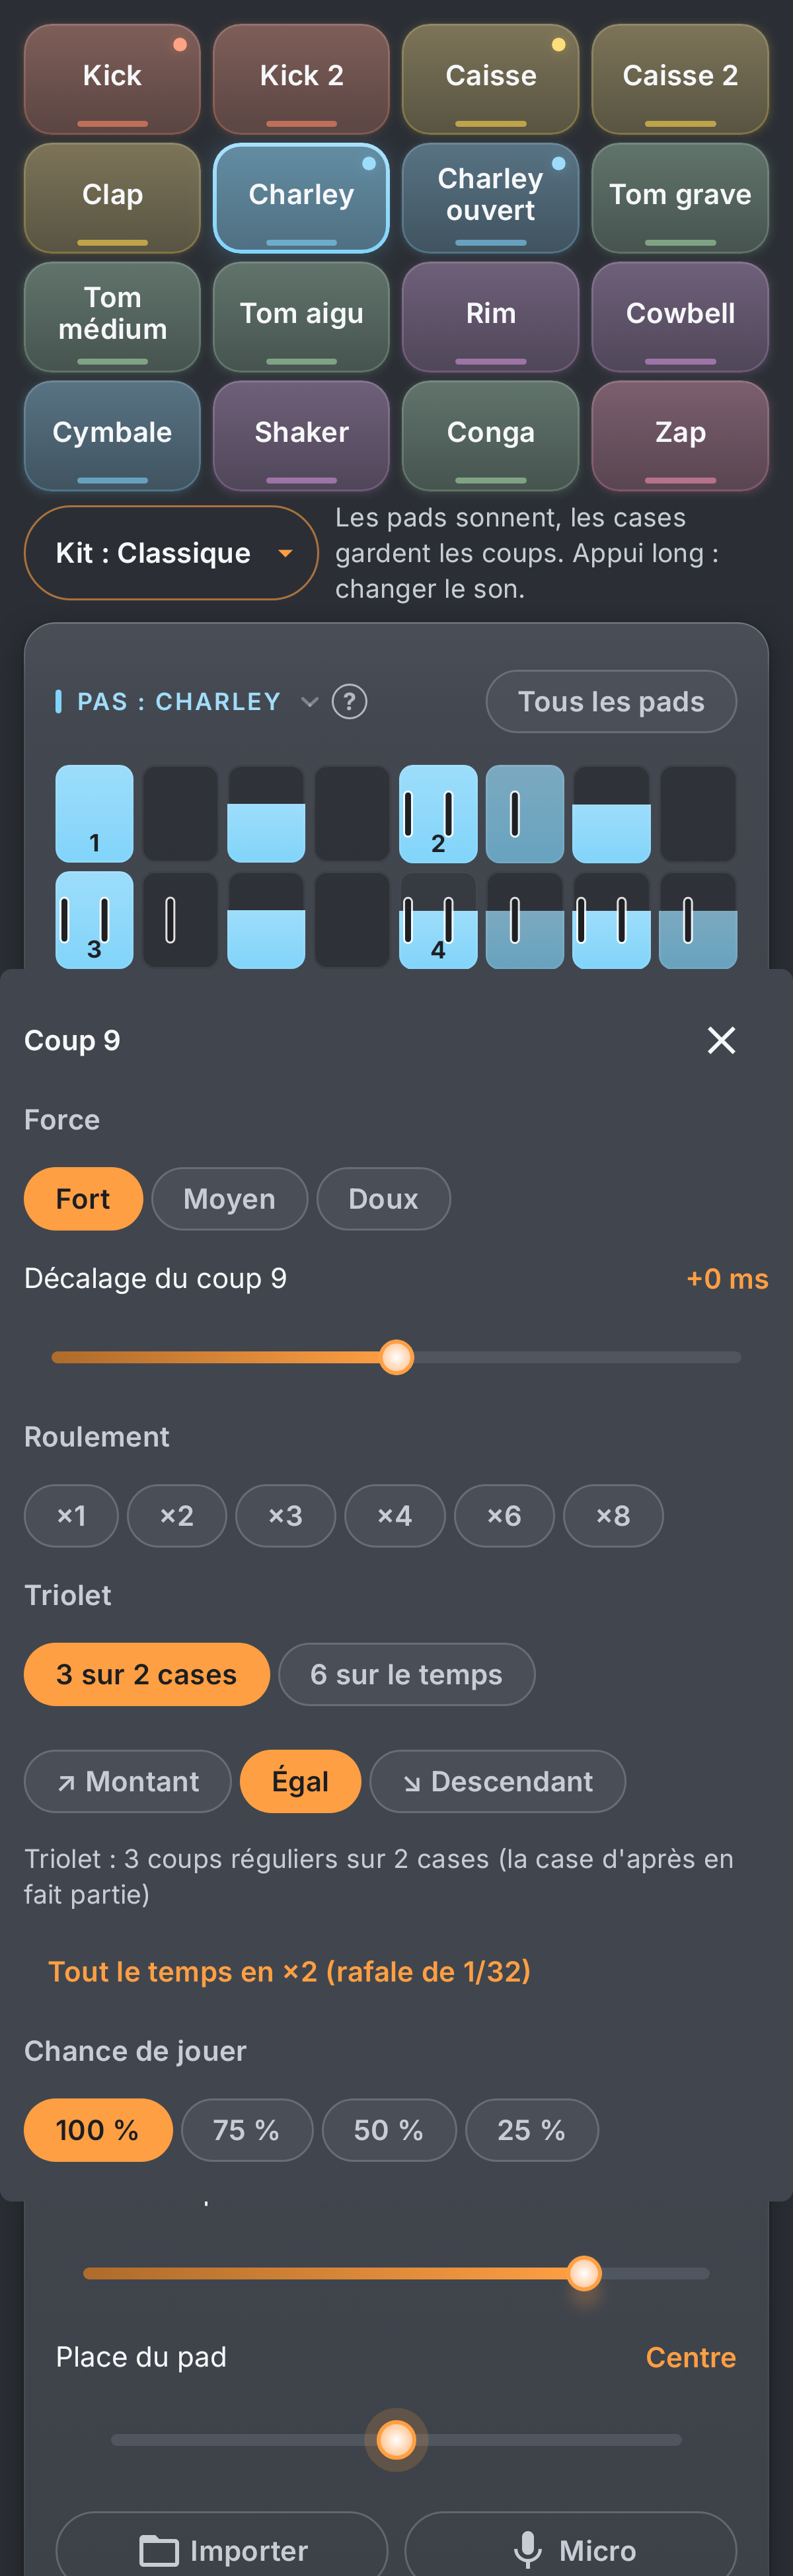 Kick
Kick 2
Caisse
Caisse 2
Clap
Charley
Charley
ouvert
Tom grave
Tom
médium
Tom aigu
Rim
Cowbell
Cymbale
Shaker
Conga
Zap
Kit : Classique
Les pads sonnent, les cases
gardent les coups. Appui long :
changer le son.
PAS : CHARLEY
?
Tous les pads
1
2
3
4
Coup 9
Force
Fort
Moyen
Doux
Décalage du coup 9
+0 ms
Roulement
×1
×2
×3
×4
×6
×8
Triolet
3 sur 2 cases
6 sur le temps
↗ Montant
Égal
↘ Descendant
Triolet : 3 coups réguliers sur 2 cases (la case d'après en
fait partie)
Tout le temps en ×2 (rafale de 1/32)
Chance de jouer
100 %
75 %
50 %
25 %
Place du pad
Centre
Importer
Micro